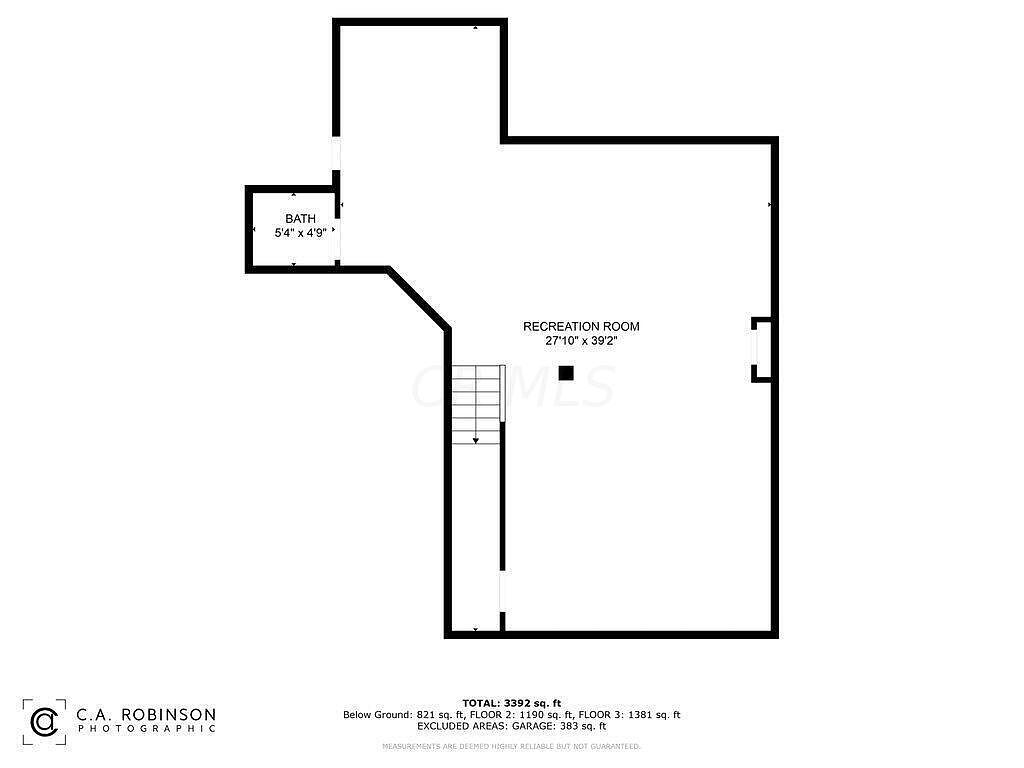 BATH
5'4" x 4'9"
RECREATION ROOM
27'10" x 39'2"
C.A. ROBINSON
PHOTOGRAPHIC
TOTAL: 3392 sq. ft
Below Ground: 821 sq. ft, FLOOR 2: 1190 sq. ft, FLOOR 3: 1381 sq. ft
EXCLUDED AREAS: GARAGE: 383 sq. ft
MEASUREMENTS ARE DEEMED HIGHLY RELIABLE BUT NOT GUARANTEED.